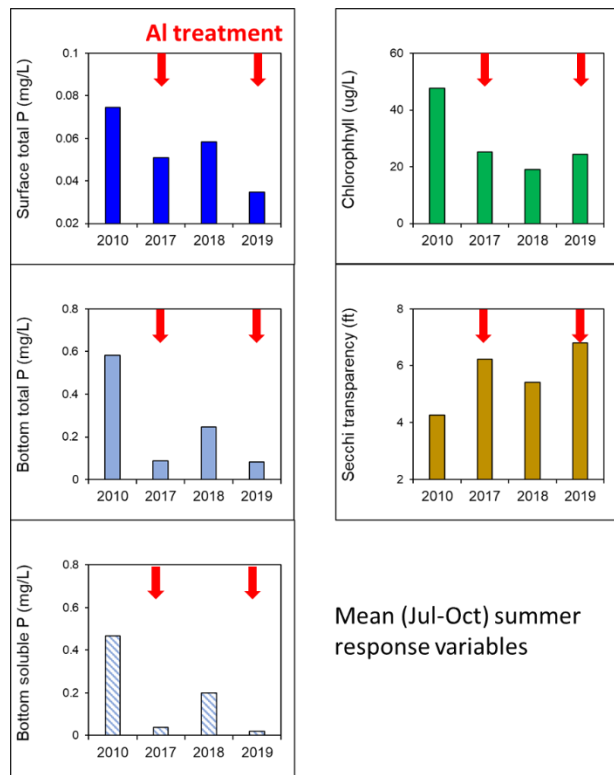 Al treatment
Surface total P (mg/L)
0.1
0.08
0.06
0.04
0.02
2010 2017 2018 2019
Chlorophhyll (ug/L)
60
40
20
0
2010 2017 2018 2019
Bottom total P (mg/L)
0.8
0.6
0.4
0.2
0
2010 2017 2018 2019
Secchi transparency (ft)
8
6
4
2
2010 2017 2018 2019
Bottom soluble P (mg/L)
0.8
0.6
0.4
0.2
0
2010 2017 2018 2019
Mean (Jul-Oct) summer
response variables